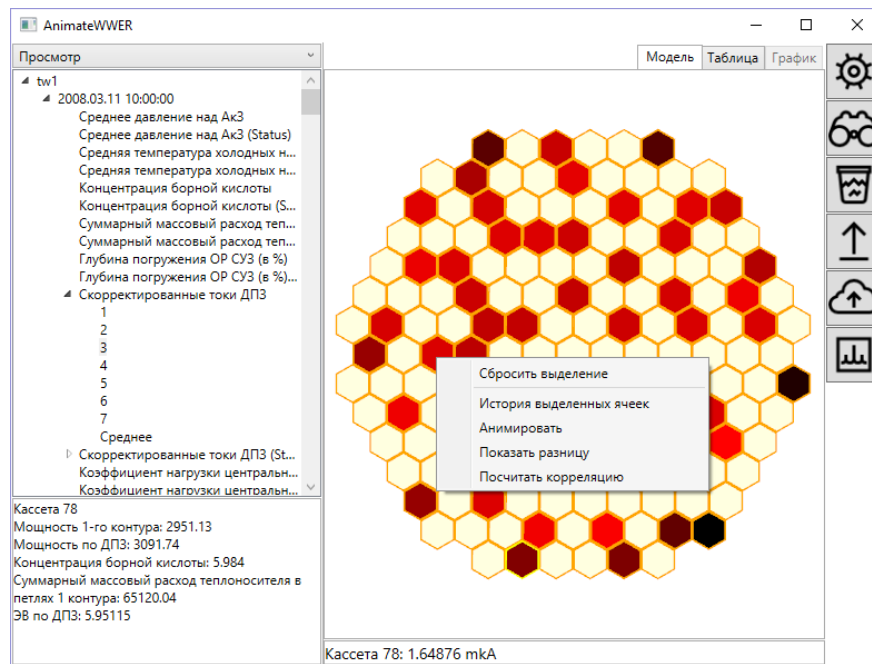 AnimateWWER
Просмотр
Модель
Таблица
График
tw1
2008.03.11 10:00:00
Среднее давление над АкЗ
Среднее давление над АкЗ (Status)
Средняя температура холодных н...
Средняя температура холодных н...
Концентрация борной кислоты
Концентрация борной кислоты (S...
Суммарный массовый расход теп...
Суммарный массовый расход теп...
Глубина погружения ОР СУЗ (в %)
Глубина погружения ОР СУЗ (в %)...
Скорректированные токи ДПЗ
1
2
3
4
5
6
7
Среднее
Скорректированные токи ДПЗ (St...
Коэффициент нагрузки центральн...
Коэффициент нагрузки центральн...
Сбросить выделение
История выделенных ячеек
Анимировать
Показать разницу
Посчитать корреляцию
Кассета 78
Мощность 1-го контура: 2951.13
Мощность по ДПЗ: 3091.74
Концентрация борной кислоты: 5.984
Суммарный массовый расход теплоносителя в
петлях 1 контура: 65120.04
ЭВ по ДПЗ: 5.95115
Кассета 78: 1.64876 mkA